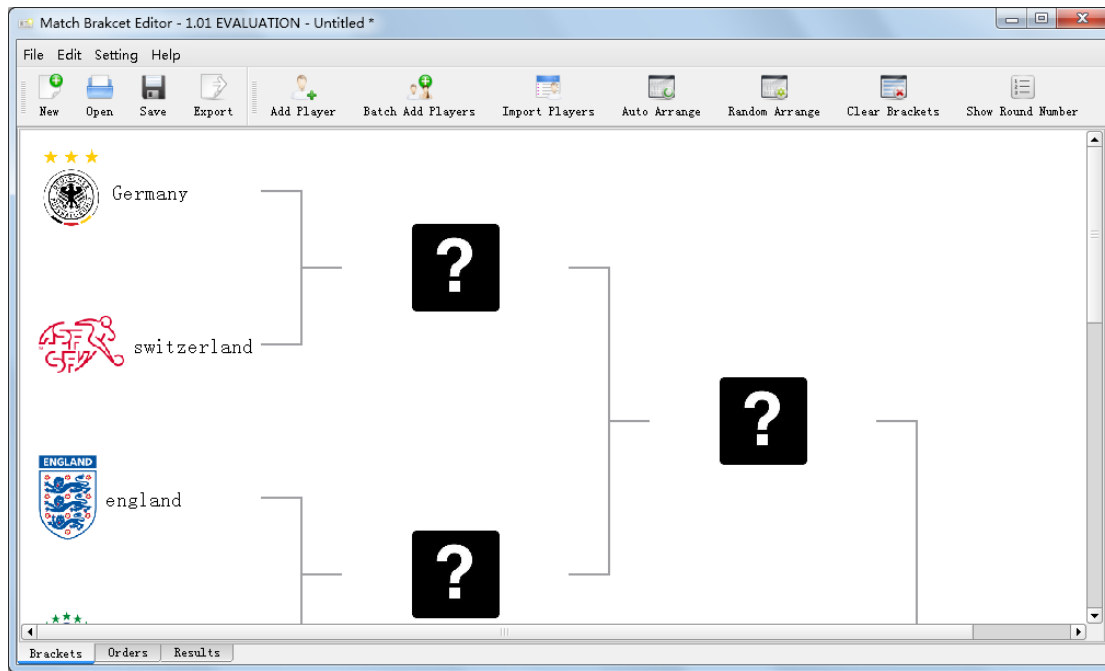 Match Brakcet Editor - 1.01 EVALUATION - Untitled *
File Edit Setting Help
New Open Save Export Add Player Batch Add Players Import Players Auto Arrange Random Arrange Clear Brackets Show Round Number
Germany
?
ASF
SFV
switzerland
?
ENGLAND
england
?
Brackets Orders Results